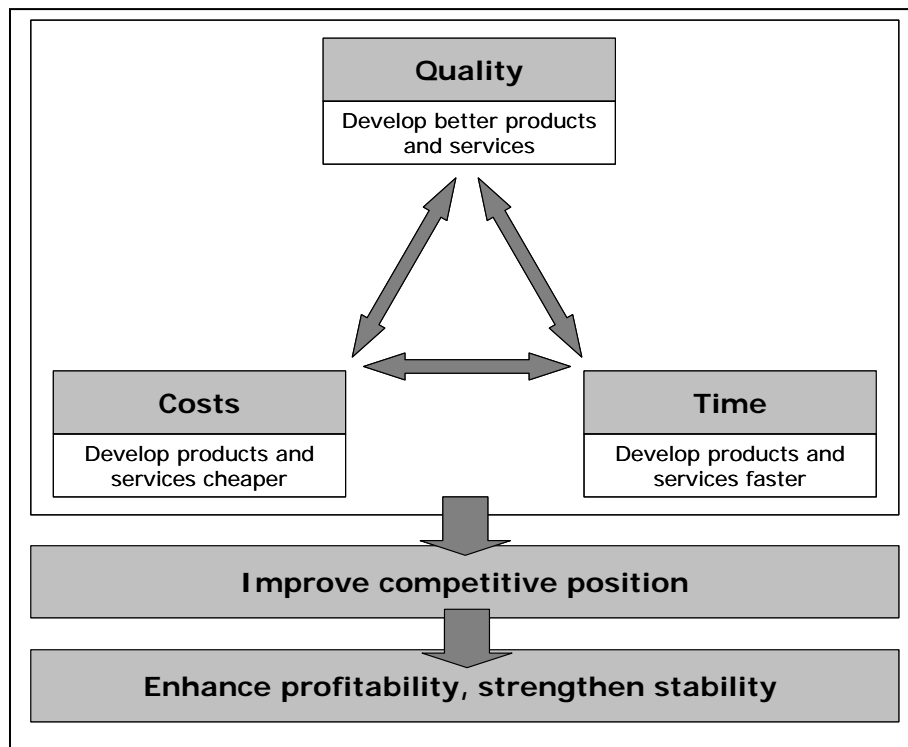 Quality
Develop better products
and services
Costs
Develop products and
services cheaper
Time
Develop products and
services faster
Improve competitive position
Enhance profitability, strengthen stability